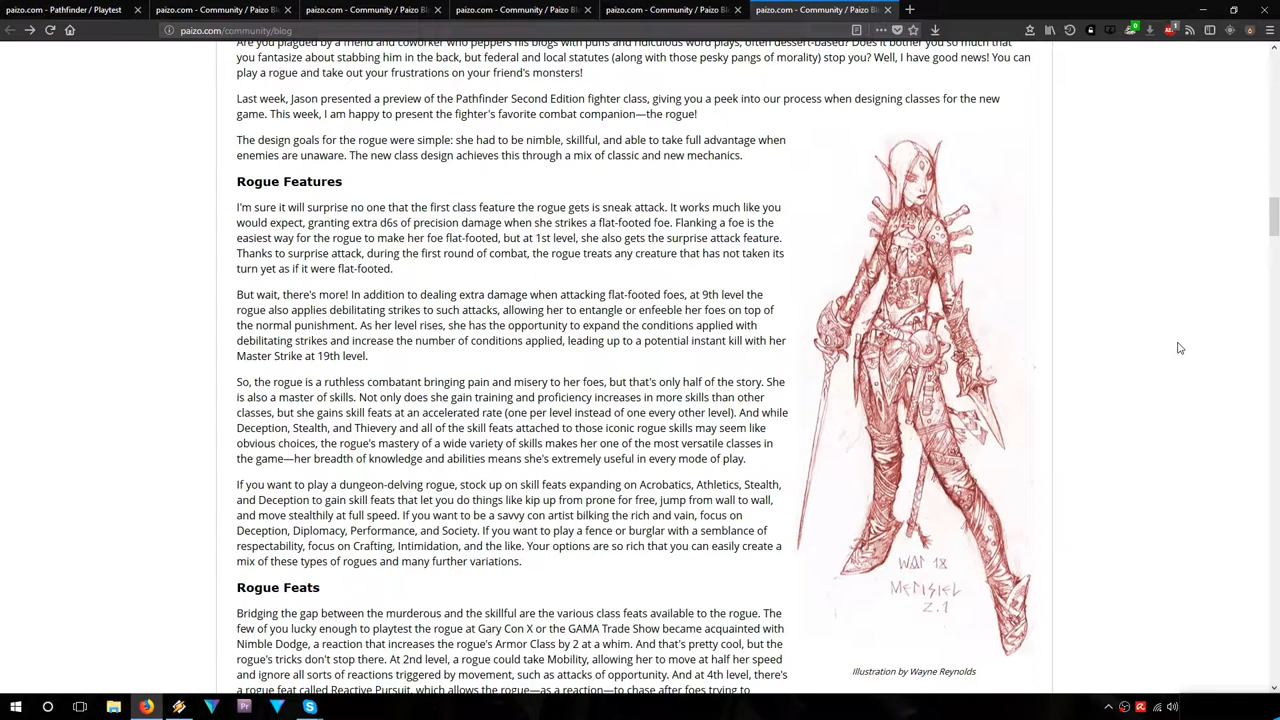 paizo.com - Pathfinder / Playtest
paizo.com - Community / Paizo Bl
paizo.com - Community / Paizo Bl
paizo.com - Community / Paizo Bl
paizo.com - Community / Paizo Bl
paizo.com - Community / Paizo Bl
paizo.com/community/blog
Are you plagued by a friend and coworker who peppers his blogs with puns and ridiculous word plays, often dessert-based? Does it bother you so much that
you fantasize about stabbing him in the back, but federal and local statutes (along with those pesky pangs of morality) stop you? Well, I have good news! You can
play a rogue and take out your frustrations on your friend's monsters!
Last week, Jason presented a preview of the Pathfinder Second Edition fighter class, giving you a peek into our process when designing classes for the new
game. This week, I am happy to present the fighter's favorite combat companion—the rogue!
The design goals for the rogue were simple: she had to be nimble, skillful, and able to take full advantage when
enemies are unaware. The new class design achieves this through a mix of classic and new mechanics.
Rogue Features
I'm sure it will surprise no one that the first class feature the rogue gets is sneak attack. It works much like you
would expect, granting extra d6s of precision damage when she strikes a flat-footed foe. Flanking a foe is the
easiest way for the rogue to make her foe flat-footed, but at 1st level, she also gets the surprise attack feature.
Thanks to surprise attack, during the first round of combat, the rogue treats any creature that has not taken its
turn yet as if it were flat-footed.
But wait, there's more! In addition to dealing extra damage when attacking flat-footed foes, at 9th level the
rogue also applies debilitating strikes to such attacks, allowing her to entangle or enfeeble her foes on top of
the normal punishment. As her level rises, she has the opportunity to expand the conditions applied with
debilitating strikes and increase the number of conditions applied, leading up to a potential instant kill with her
Master Strike at 19th level.
So, the rogue is a ruthless combatant bringing pain and misery to her foes, but that's only half of the story. She
is also a master of skills. Not only does she gain training and proficiency increases in more skills than other
classes, but she gains skill feats at an accelerated rate (one per level instead of one every other level). And while
Deception, Stealth, and Thievery and all of the skill feats attached to those iconic rogue skills may seem like
obvious choices, the rogue's mastery of a wide variety of skills makes her one of the most versatile classes in
the game—her breadth of knowledge and abilities means she's extremely useful in every mode of play.
If you want to play a dungeon-delving rogue, stock up on skill feats expanding on Acrobatics, Athletics, Stealth,
and Deception to gain skill feats that let you do things like kip up from prone for free, jump from wall to wall,
and move stealthily at full speed. If you want to be a savvy con artist bilking the rich and vain, focus on
Deception, Diplomacy, Performance, and Society. If you want to play a fence or burglar with a semblance of
respectability, focus on Crafting, Intimidation, and the like. Your options are so rich that you can easily create a
mix of these types of rogues and many further variations.
Rogue Feats
Bridging the gap between the murderous and the skillful are the various class feats available to the rogue. The
few of you lucky enough to playtest the rogue at Gary Con X or the GAMA Trade Show became acquainted with
Nimble Dodge, a reaction that increases the rogue's Armor Class by 2 at a whim. And that's pretty cool, but the
rogue's tricks don't stop there. At 2nd level, a rogue could take Mobility, allowing her to move at half her speed
and ignore all sorts of reactions triggered by movement, such as attacks of opportunity. And at 4th level, there's
a rogue feat called Reactive Pursuit, which allows the rogue—as a reaction—to chase after foes trying to
WAR 18
MERISIEL
2.1
Illustration by Wayne Reynolds